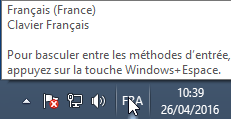 Français (France)
Clavier Français
Pour basculer entre les méthodes d'entrée,
appuyez sur la touche Windows+Espace.
FRA
10:39
26/04/2016